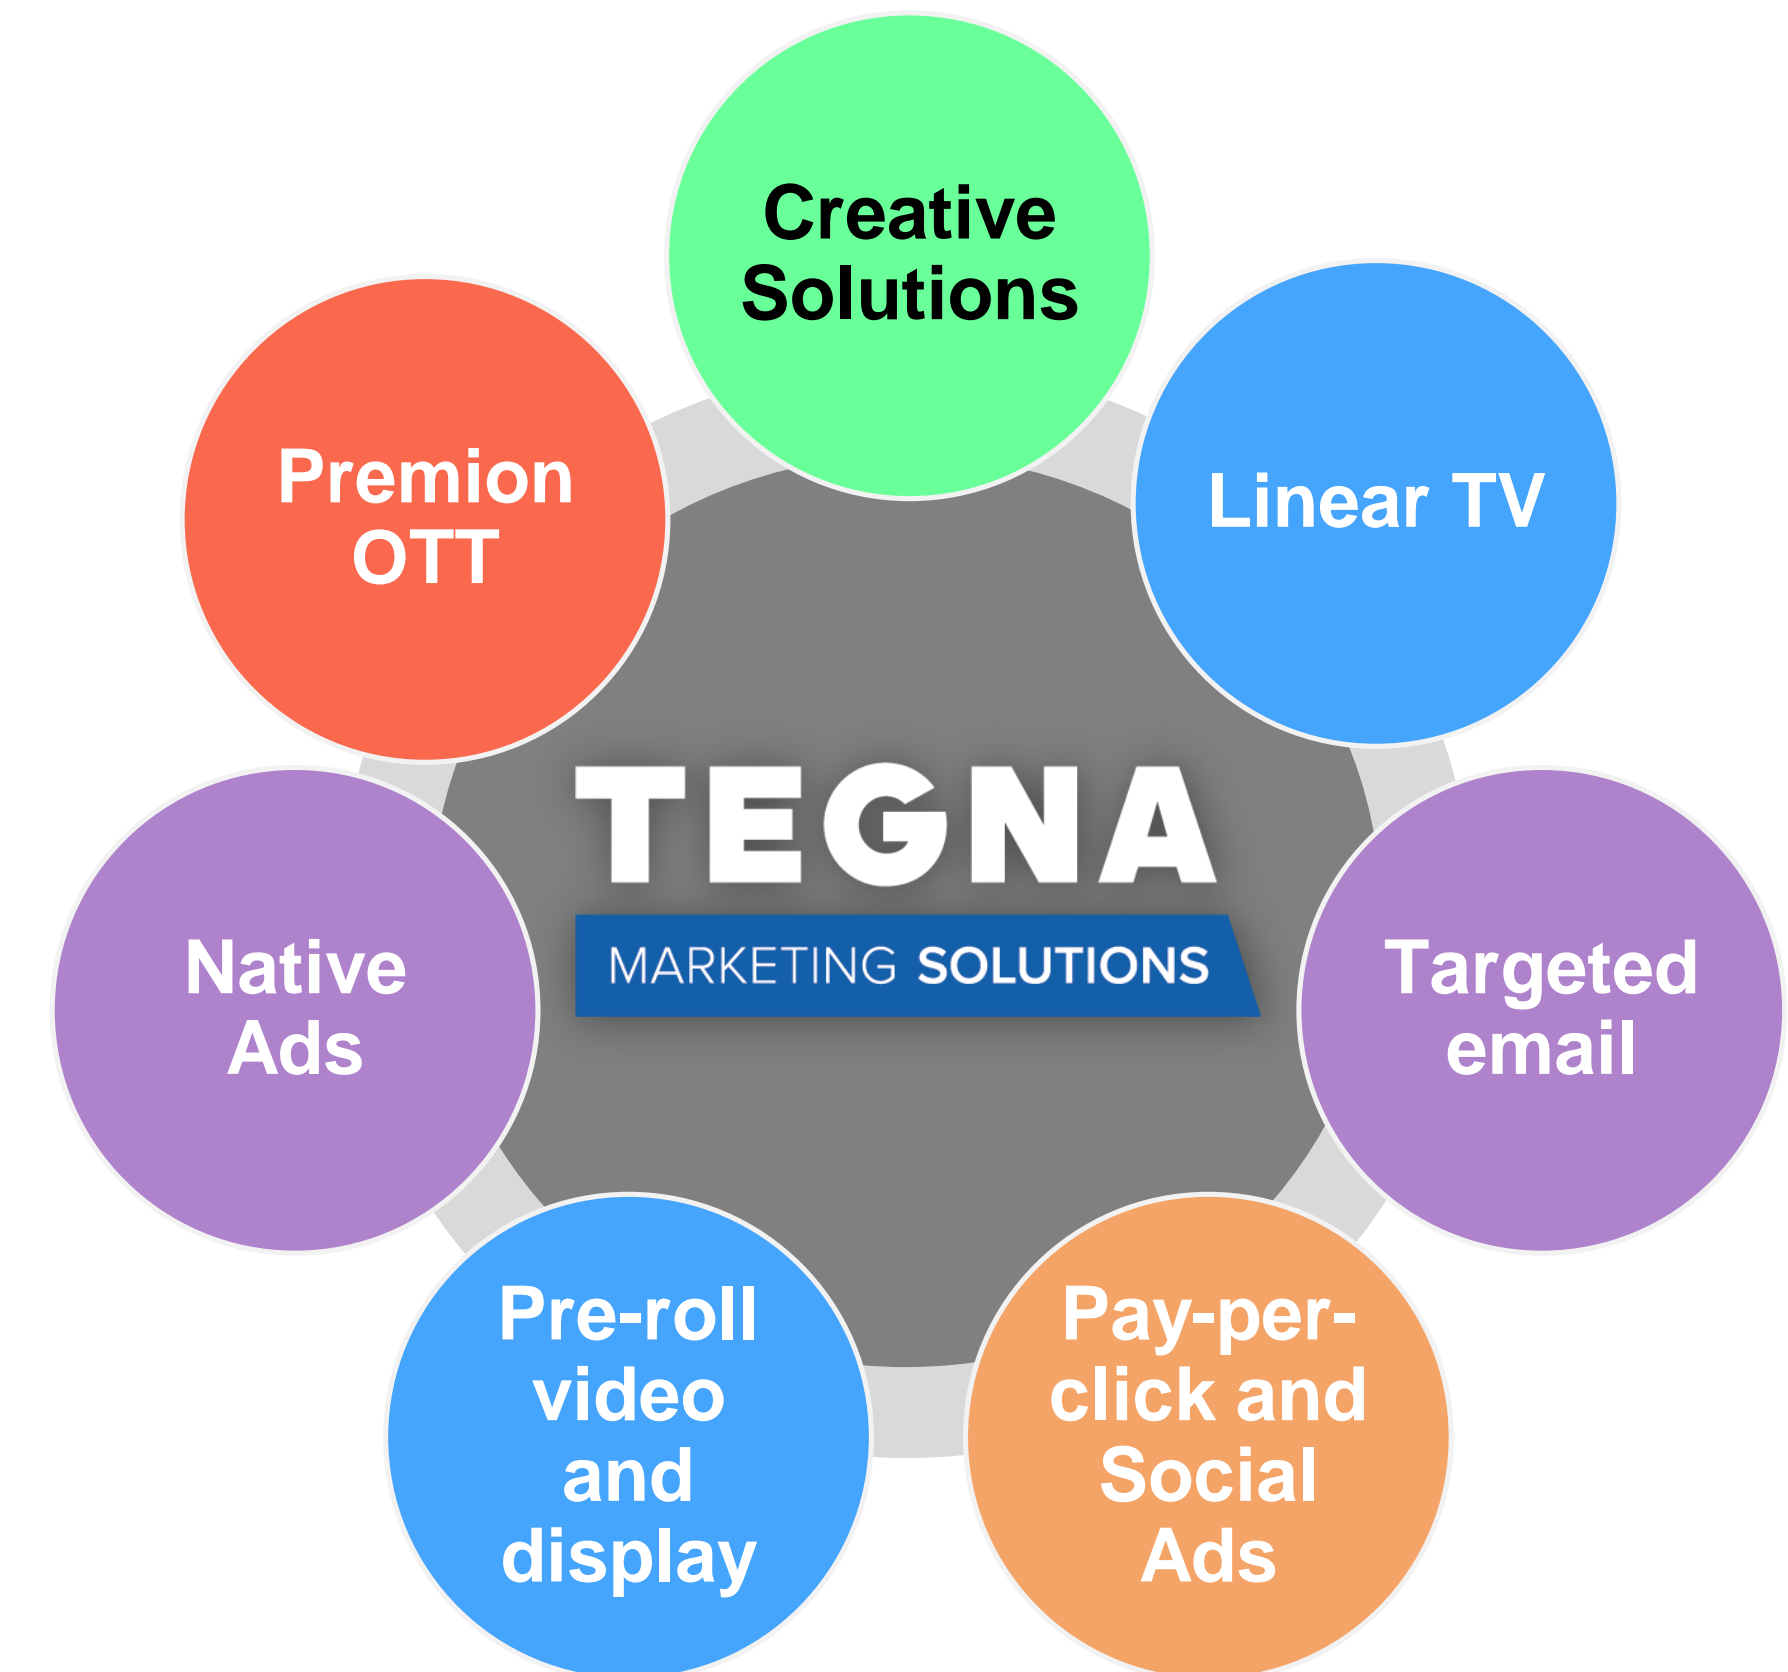 Creative
Solutions
Linear TV
Targeted
email
Pay-per-
click and
Social
Ads
Pre-roll
video
and
display
Native
Ads
Premion
OTT
TEGNA
MARKETING SOLUTIONS